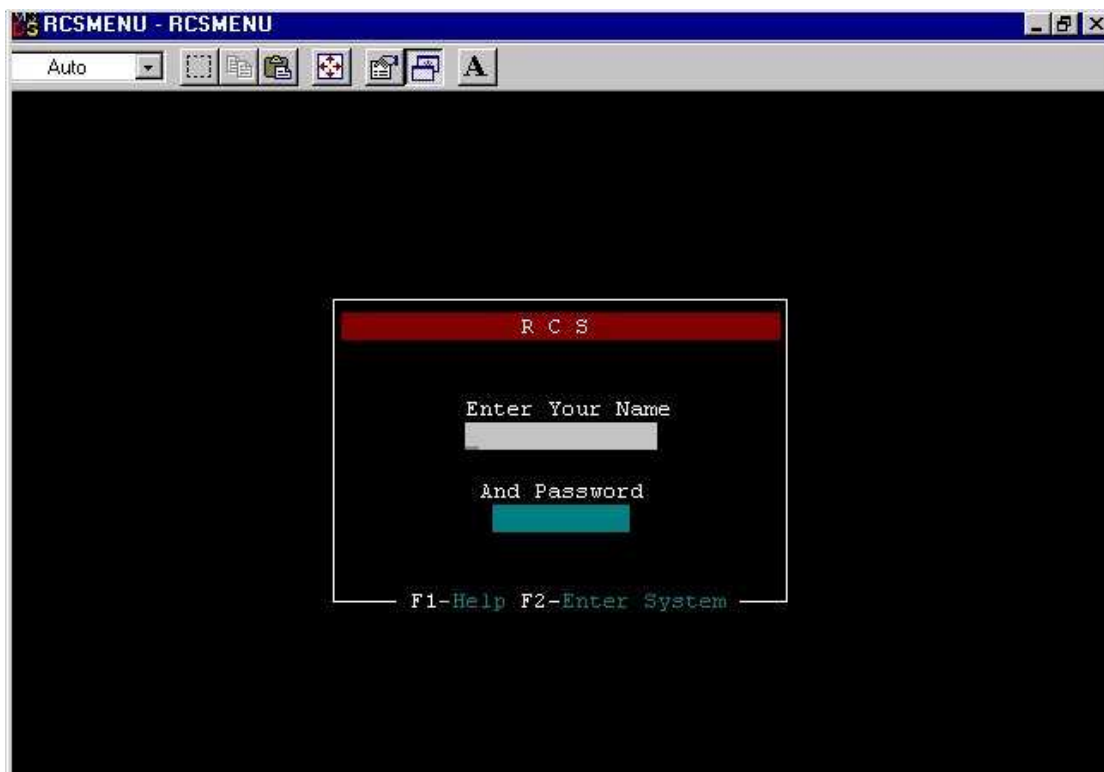 RCSMENU - RCSMENU
Auto
A
R C S
Enter Your Name
And Password
F1-Help F2-Enter System